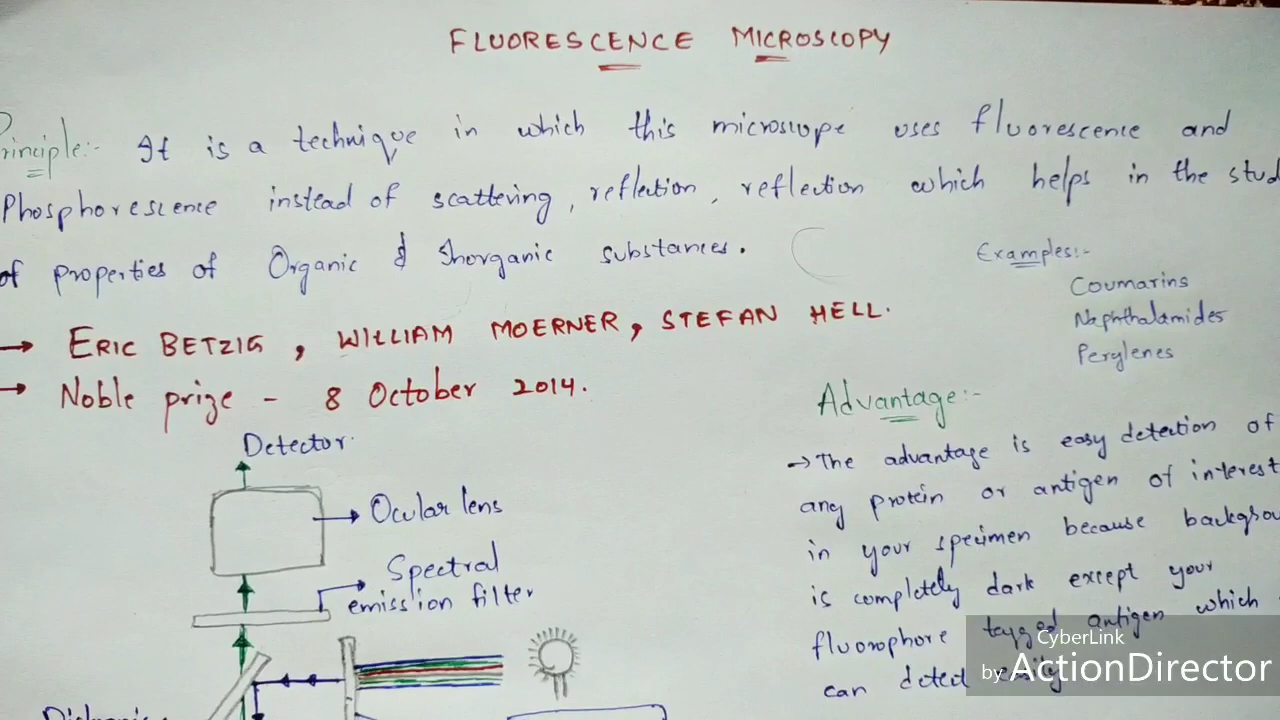 FLUORESCENCE MICROSCOPY
Principle:- It is a technique in which this microscope uses fluorescence and
Phosphorescence instead of scattering, reflection, reflection which helps in the stud
of properties of Organic & Inorganic substances.
Examples:-
Coumarins
Naphthalamides
Perylenes
→ ERIC BETZIG, WILLIAM MOERNER, STEFAN HELL.
→ Noble prize - 8 October 2014.
Advantage:-
→ The advantage is easy detection of
any protein or antigen of interest
in your specimen because backgrou
is completely dark except your
fluorophore tagged antigen which
can detect easily
Detector
Ocular lens
Spectral
emission filter
CyberLink
by ActionDirector